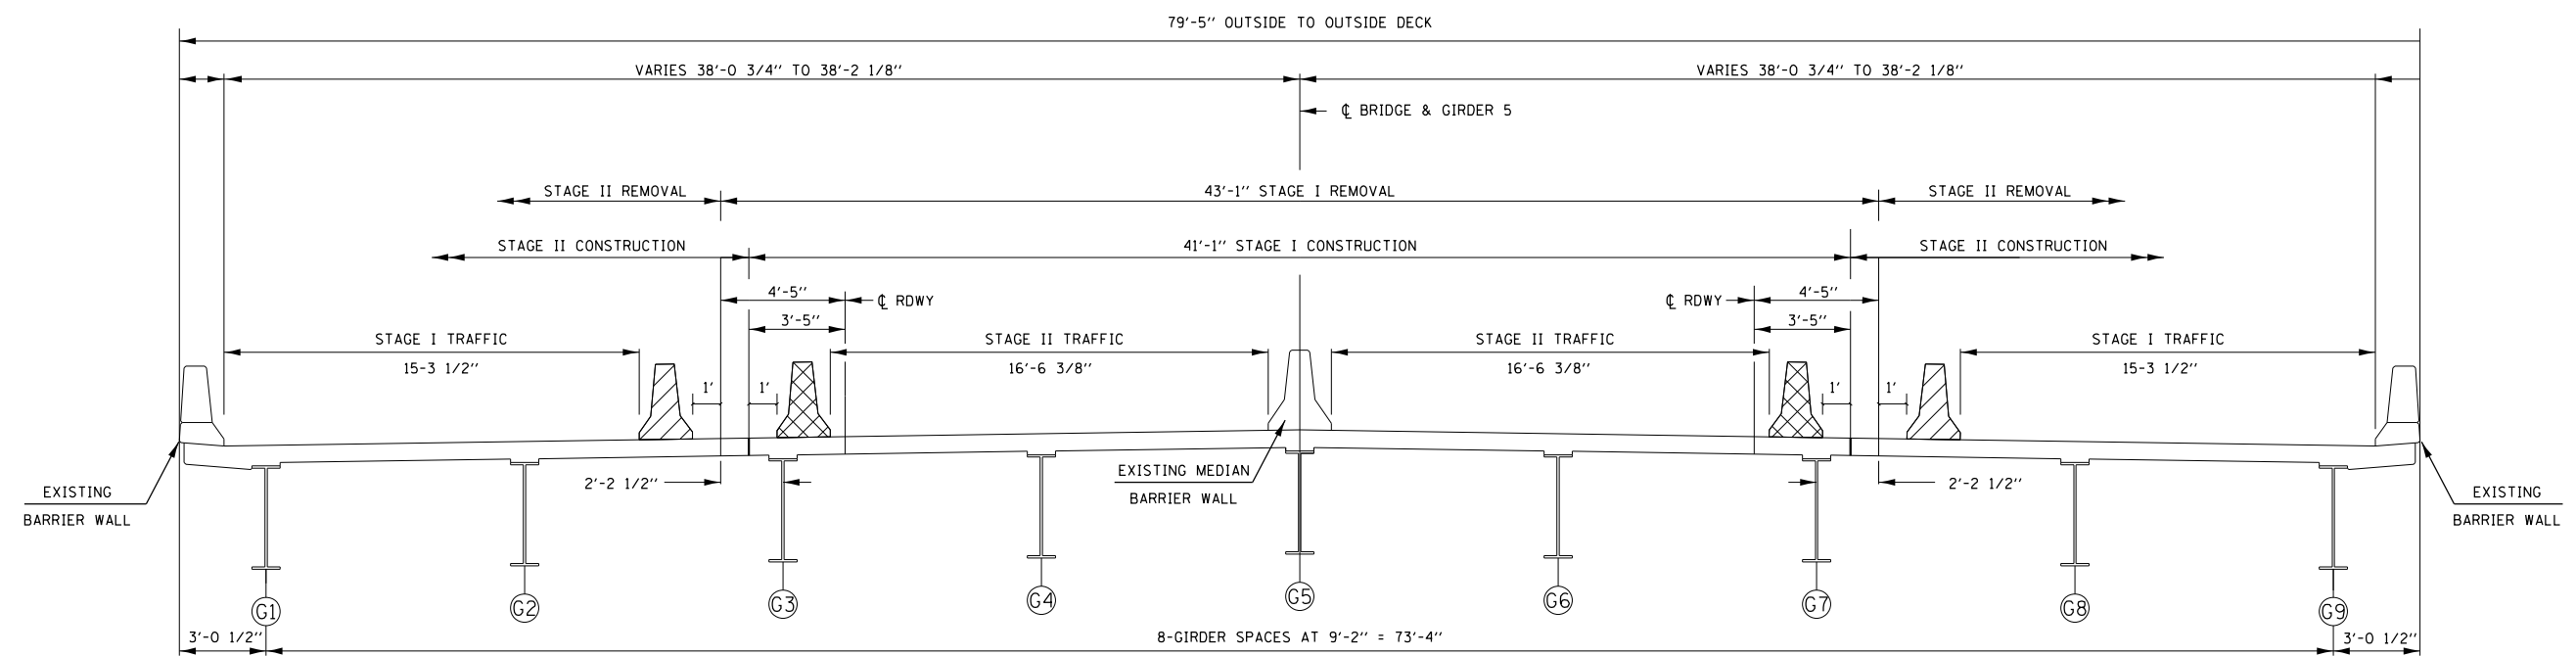 79'-5" OUTSIDE TO OUTSIDE DECK
VARIES 38'-0 3/4" TO 38'-2 1/8"
VARIES 38'-0 3/4" TO 38'-2 1/8"
℄ BRIDGE & GIRDER 5
STAGE II REMOVAL
43'-1" STAGE I REMOVAL
STAGE II REMOVAL
STAGE II CONSTRUCTION
41'-1" STAGE I CONSTRUCTION
STAGE II CONSTRUCTION
4'-5"
℄ RDWY
℄ RDWY
4'-5"
3'-5"
3'-5"
STAGE I TRAFFIC
15-3 1/2"
STAGE II TRAFFIC
16'-6 3/8"
STAGE II TRAFFIC
16'-6 3/8"
STAGE I TRAFFIC
15-3 1/2"
1'
1'
1'
1'
EXISTING MEDIAN
BARRIER WALL
2'-2 1/2"
2'-2 1/2"
EXISTING
BARRIER WALL
EXISTING
BARRIER WALL
G1
G2
G3
G4
G5
G6
G7
G8
G9
3'-0 1/2"
8-GIRDER SPACES AT 9'-2" = 73'-4"
3'-0 1/2"